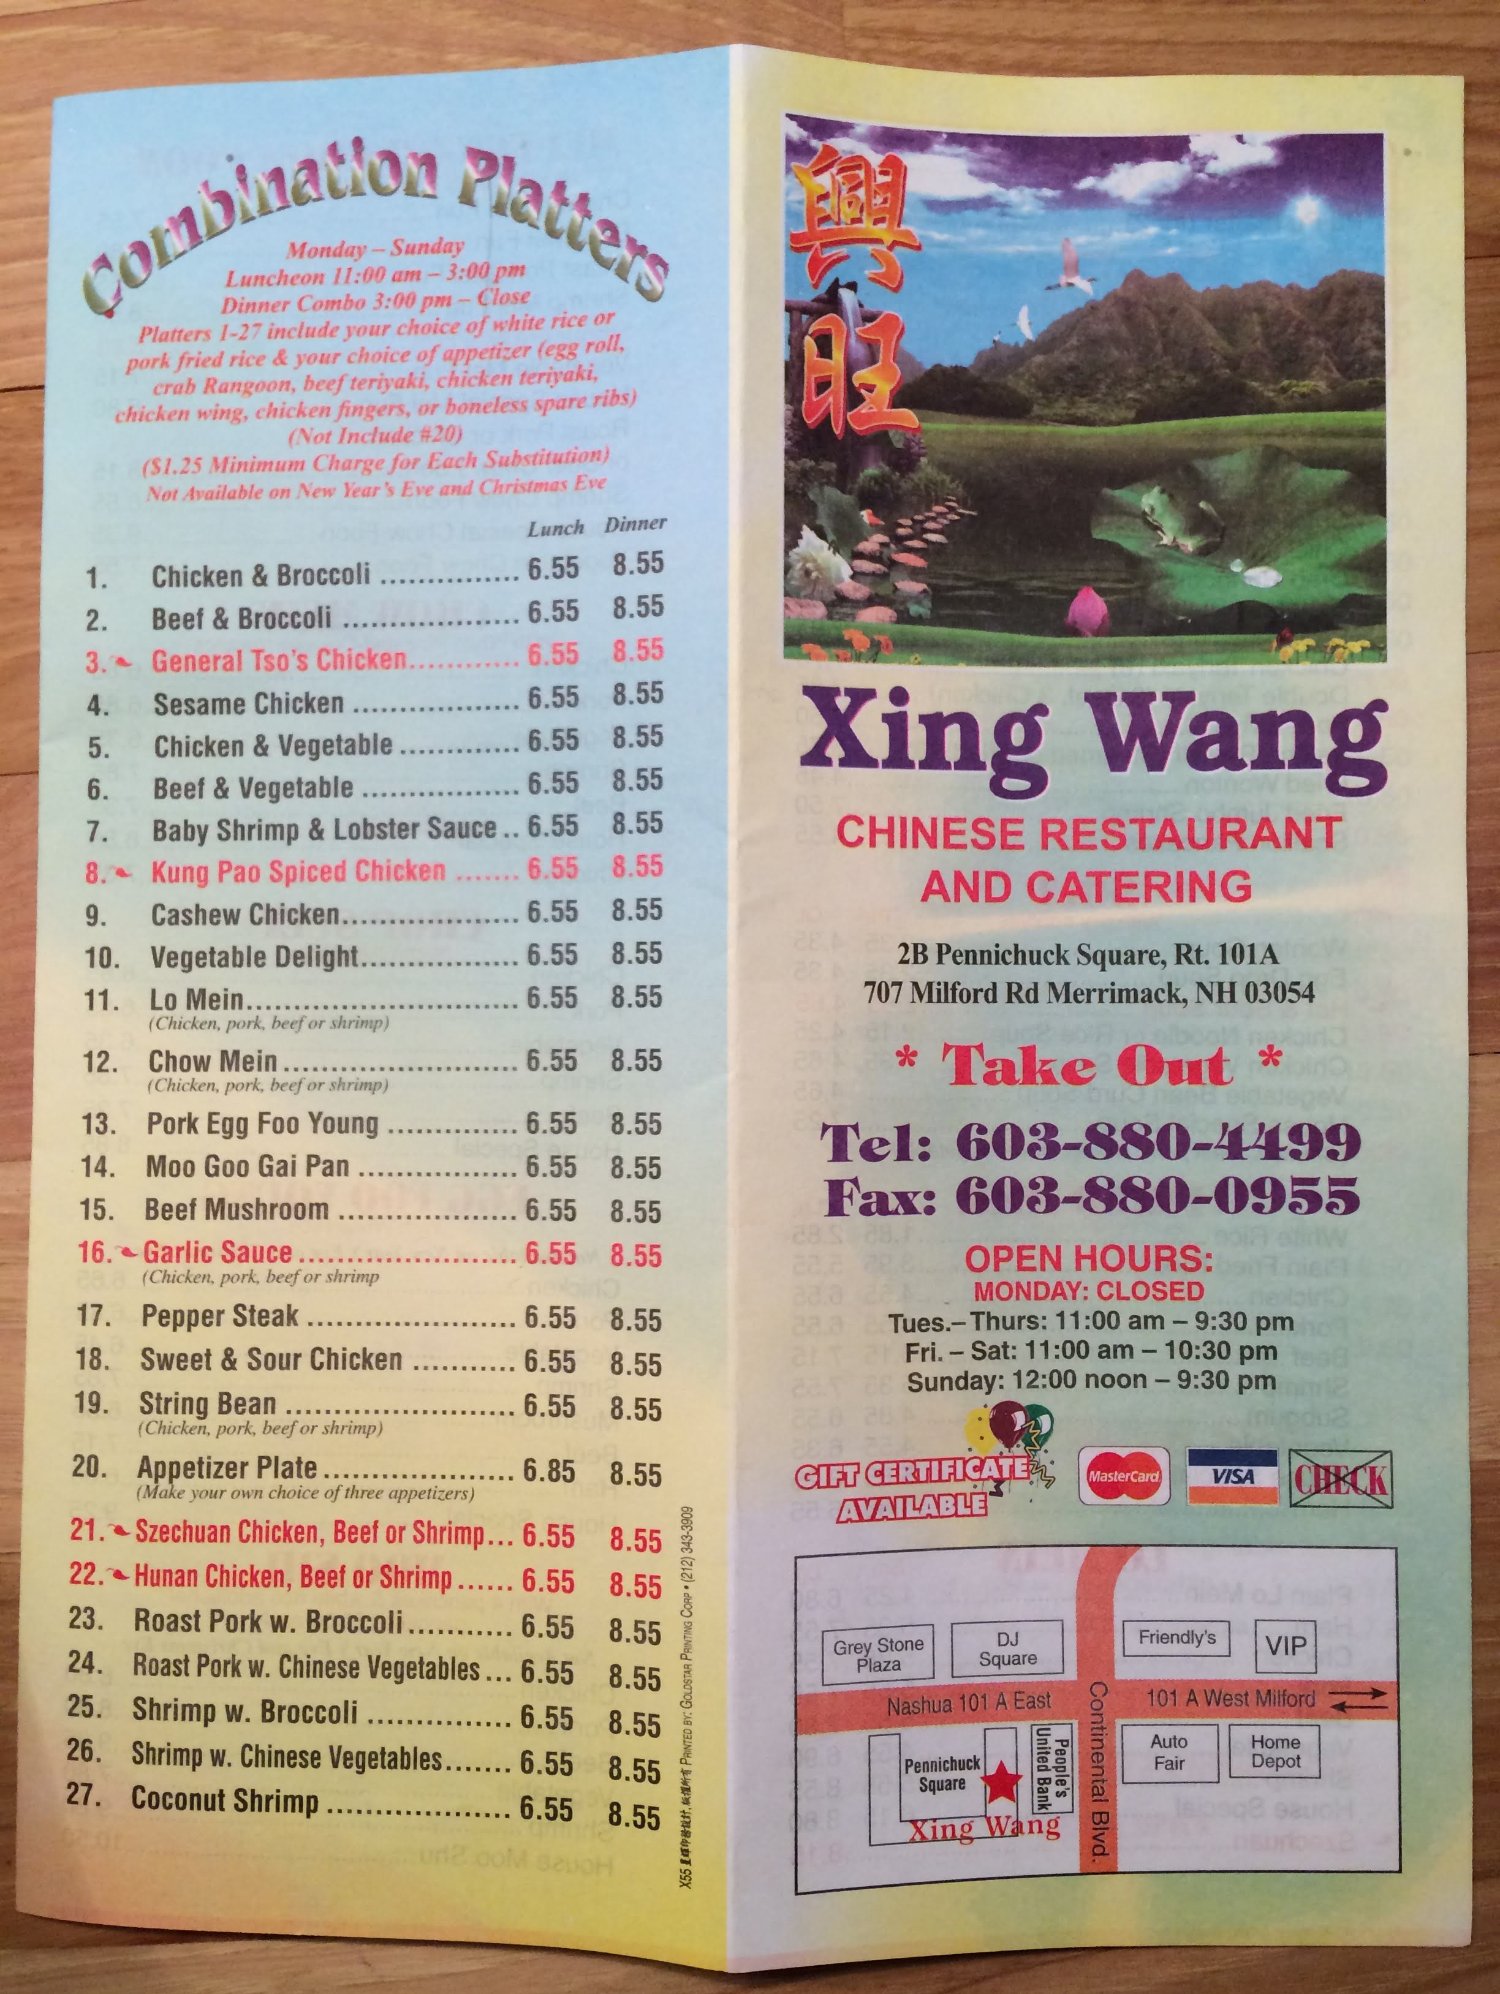 Combination Platters
Monday – Sunday
Luncheon 11:00 am – 3:00 pm
Dinner Combo 3:00 pm – Close
Platters 1-27 include your choice of white rice or
pork fried rice & your choice of appetizer (egg roll,
crab Rangoon, beef teriyaki, chicken teriyaki,
chicken wing, chicken fingers, or boneless spare ribs)
(Not Include #20)
($1.25 Minimum Charge for Each Substitution)
Not Available on New Year's Eve and Christmas Eve
Lunch Dinner
1. Chicken & Broccoli ............... 6.55 8.55
2. Beef & Broccoli ................... 6.55 8.55
3. General Tso's Chicken............ 6.55 8.55
4. Sesame Chicken .................. 6.55 8.55
5. Chicken & Vegetable ............. 6.55 8.55
6. Beef & Vegetable ................. 6.55 8.55
7. Baby Shrimp & Lobster Sauce .. 6.55 8.55
8. Kung Pao Spiced Chicken ....... 6.55 8.55
9. Cashew Chicken................... 6.55 8.55
10. Vegetable Delight................. 6.55 8.55
11. Lo Mein............................. 6.55 8.55
(Chicken, pork, beef or shrimp)
12. Chow Mein ......................... 6.55 8.55
(Chicken, pork, beef or shrimp)
13. Pork Egg Foo Young .............. 6.55 8.55
14. Moo Goo Gai Pan ................. 6.55 8.55
15. Beef Mushroom ................... 6.55 8.55
16. Garlic Sauce ........................ 6.55 8.55
(Chicken, pork, beef or shrimp
17. Pepper Steak ....................... 6.55 8.55
18. Sweet & Sour Chicken ........... 6.55 8.55
19. String Bean ......................... 6.55 8.55
(Chicken, pork, beef or shrimp)
20. Appetizer Plate ..................... 6.85 8.55
(Make your own choice of three appetizers)
21. Szechuan Chicken, Beef or Shrimp... 6.55 8.55
22. Hunan Chicken, Beef or Shrimp ...... 6.55 8.55
23. Roast Pork w. Broccoli ........... 6.55 8.55
24. Roast Pork w. Chinese Vegetables ... 6.55 8.55
25. Shrimp w. Broccoli ................ 6.55 8.55
26. Shrimp w. Chinese Vegetables....... 6.55 8.55
27. Coconut Shrimp .................... 6.55 8.55
PRINTED BY: GOLDSTAR PRINTING CORP • (212) 343-3909
X55
興
旺
Xing Wang
CHINESE RESTAURANT
AND CATERING
2B Pennichuck Square, Rt. 101A
707 Milford Rd Merrimack, NH 03054
* Take Out *
Tel: 603-880-4499
Fax: 603-880-0955
OPEN HOURS:
MONDAY: CLOSED
Tues.– Thurs: 11:00 am – 9:30 pm
Fri. – Sat: 11:00 am – 10:30 pm
Sunday: 12:00 noon – 9:30 pm
GIFT CERTIFICATE
AVAILABLE
MasterCard
VISA
CHECK
Grey Stone
Plaza
DJ
Square
Friendly's
VIP
Nashua 101 A East
101 A West Milford
Continental Blvd.
Pennichuck
Square
People's
United Bank
Auto
Fair
Home
Depot
Xing Wang